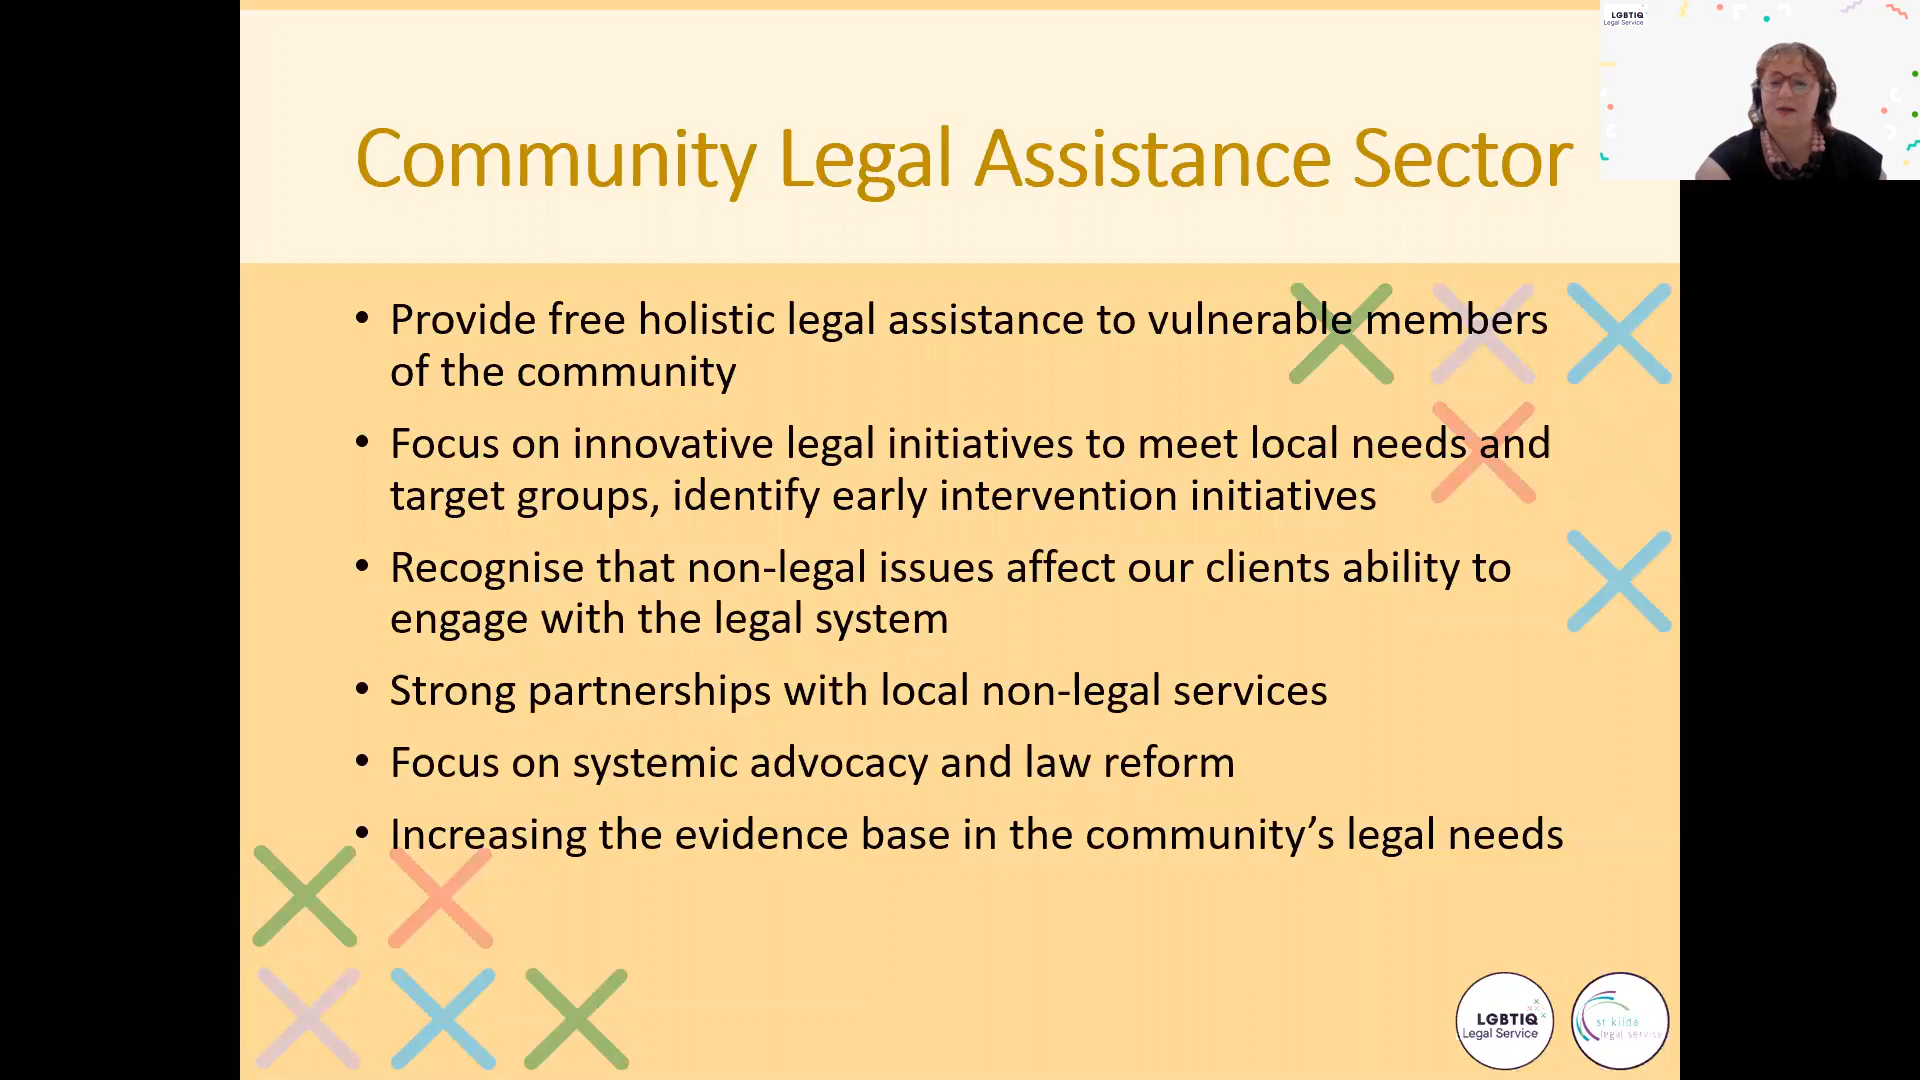 LGBTIQ
Legal Service
Community Legal Assistance Sector
• Provide free holistic legal assistance to vulnerable members
of the community
• Focus on innovative legal initiatives to meet local needs and
target groups, identify early intervention initiatives
• Recognise that non-legal issues affect our clients ability to
engage with the legal system
• Strong partnerships with local non-legal services
• Focus on systemic advocacy and law reform
• Increasing the evidence base in the community’s legal needs
LGBTIQ
Legal Service
st kilda
legal service